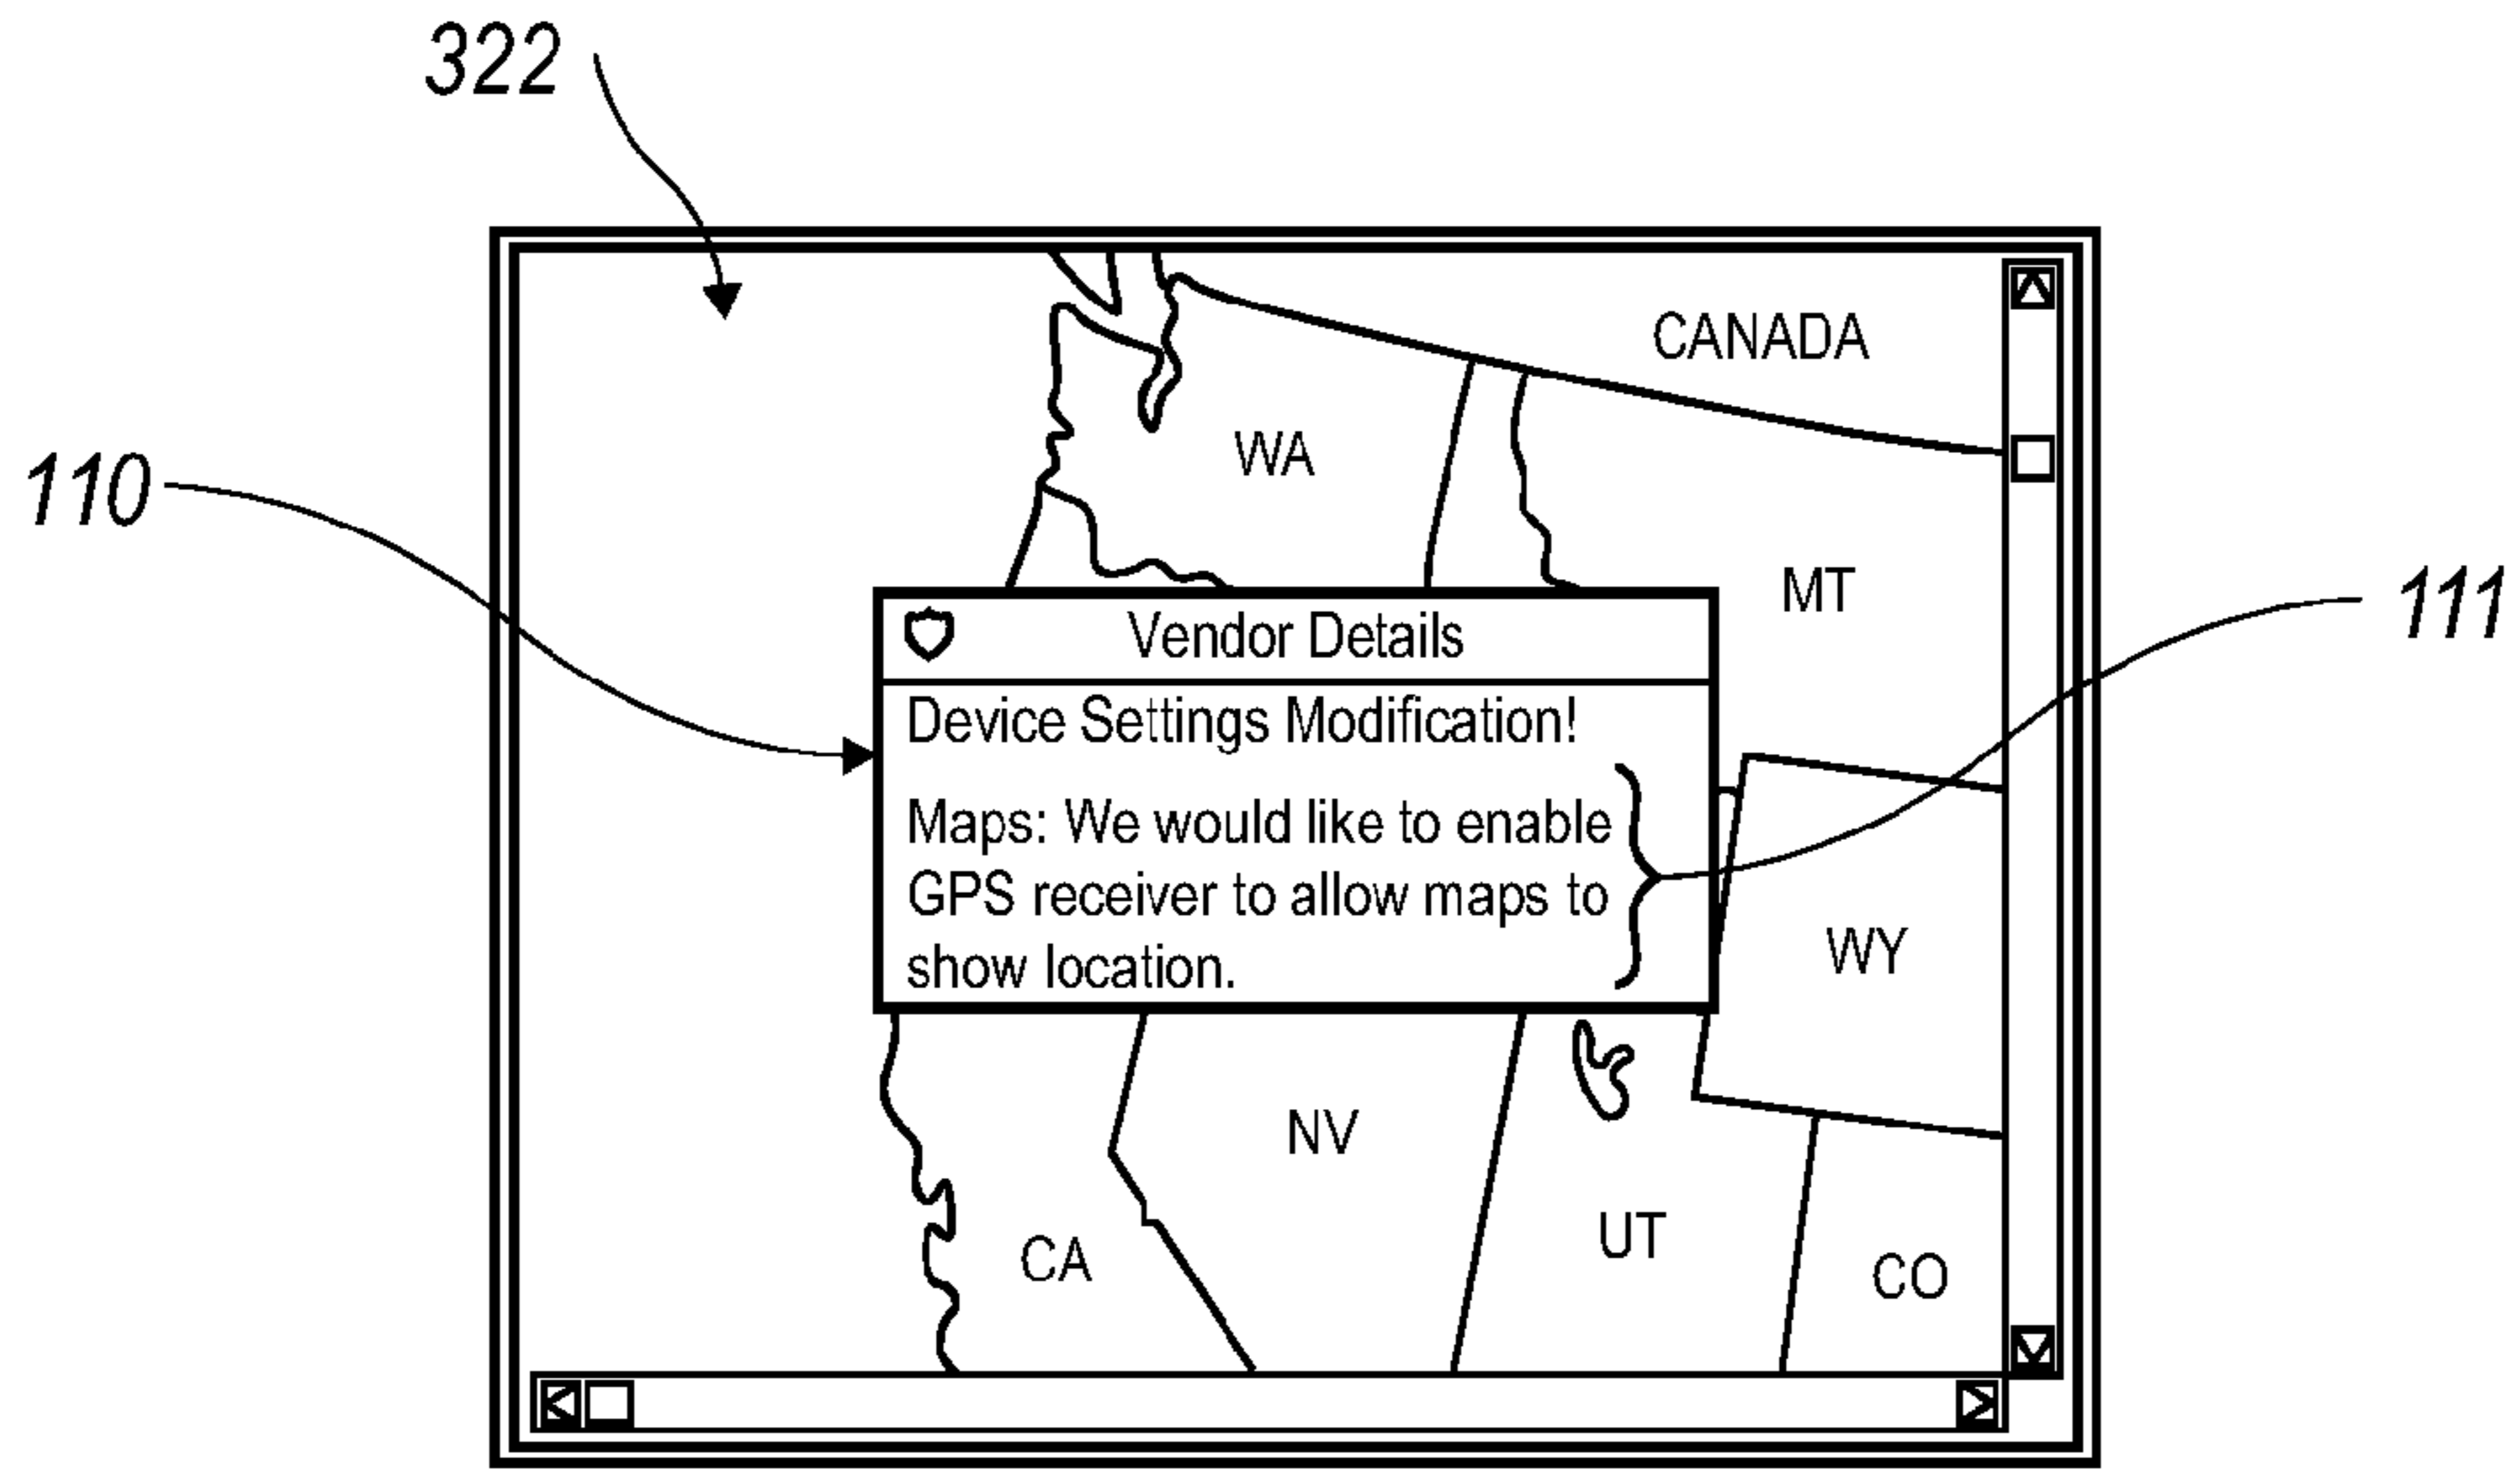 322
CANADA
WA
110
MT
111
Vendor Details
Device Settings Modification!
Maps: We would like to enable
GPS receiver to allow maps to
show location.
WY
NV
UT
CA
CO